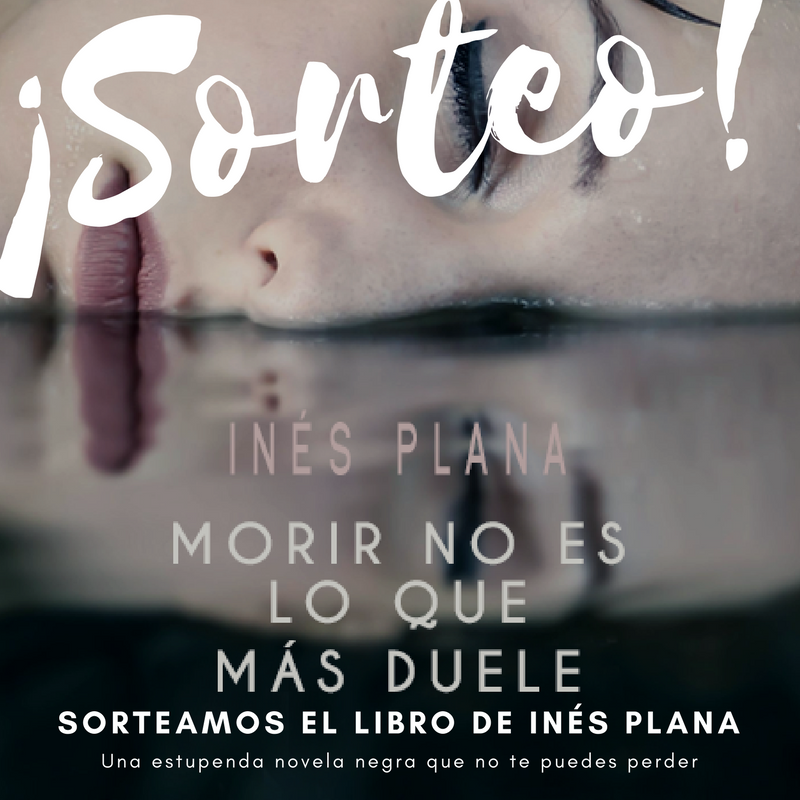 ¡Sorteo!
INÉS PLANA
MORIR NO ES
LO QUE
MÁS DUELE
SORTEAMOS EL LIBRO DE INÉS PLANA
Una estupenda novela negra que no te puedes perder